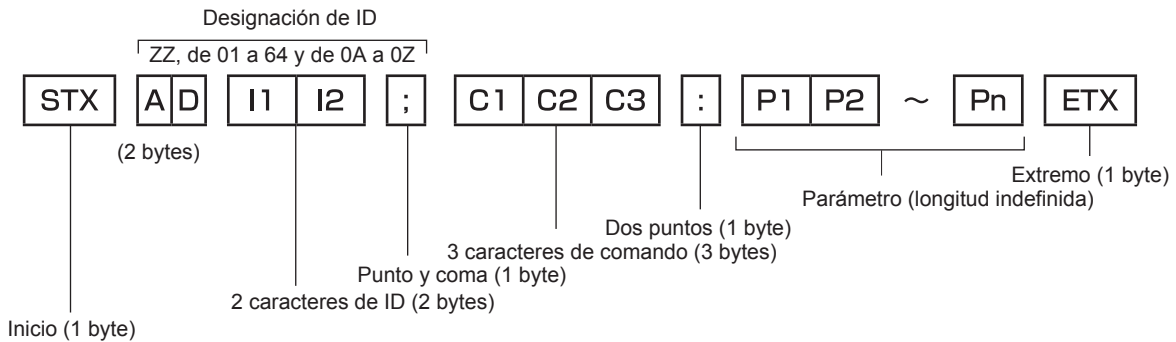 Designación de ID
ZZ, de 01 a 64 y de 0A a 0Z
STX A D I1 I2 ; C1 C2 C3 : P1 P2 ～ Pn ETX
(2 bytes)
Extremo (1 byte)
Parámetro (longitud indefinida)
Dos puntos (1 byte)
3 caracteres de comando (3 bytes)
Punto y coma (1 byte)
2 caracteres de ID (2 bytes)
Inicio (1 byte)